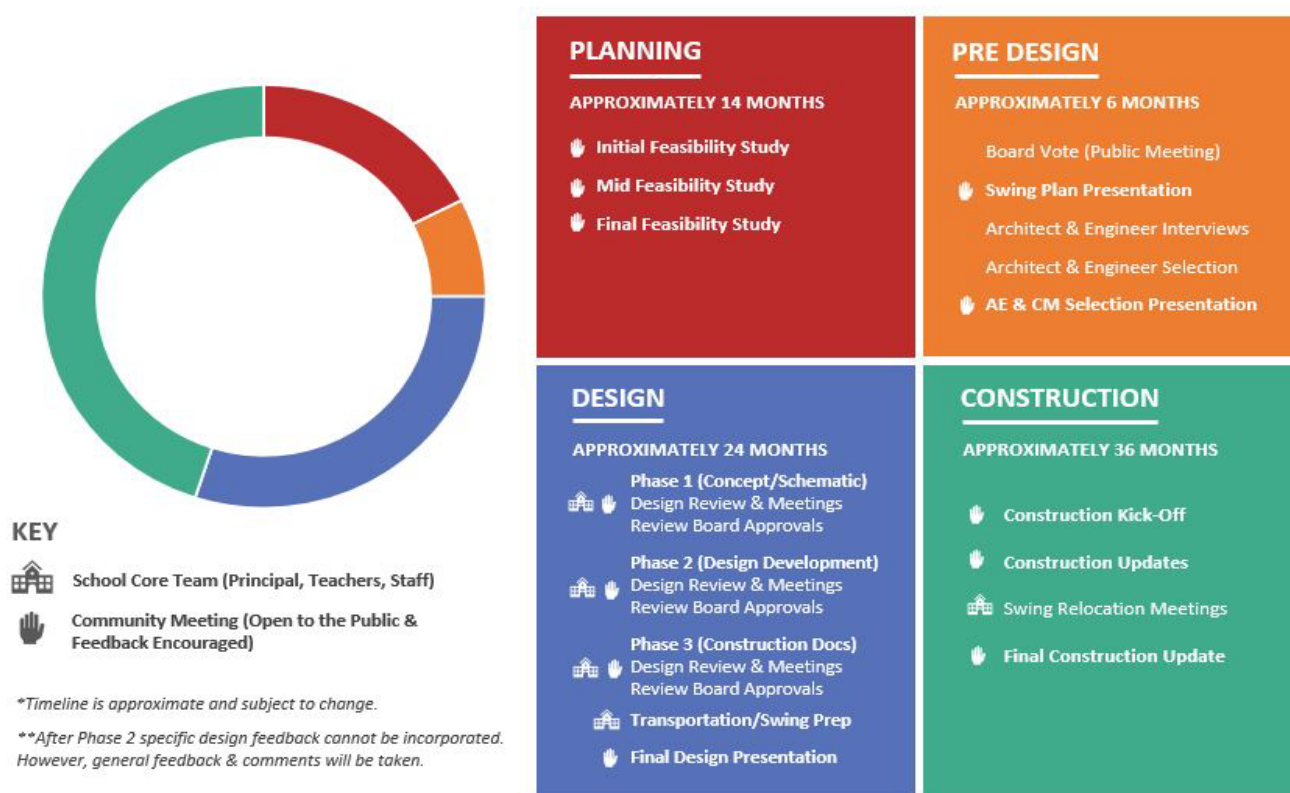 PLANNING
APPROXIMATELY 14 MONTHS
Initial Feasibility Study
Mid Feasibility Study
Final Feasibility Study
PRE DESIGN
APPROXIMATELY 6 MONTHS
Board Vote (Public Meeting)
Swing Plan Presentation
Architect & Engineer Interviews
Architect & Engineer Selection
AE & CM Selection Presentation
DESIGN
APPROXIMATELY 24 MONTHS
Phase 1 (Concept/Schematic)
Design Review & Meetings
Review Board Approvals
Phase 2 (Design Development)
Design Review & Meetings
Review Board Approvals
Phase 3 (Construction Docs)
Design Review & Meetings
Review Board Approvals
Transportation/Swing Prep
Final Design Presentation
CONSTRUCTION
APPROXIMATELY 36 MONTHS
Construction Kick-Off
Construction Updates
Swing Relocation Meetings
Final Construction Update
KEY
School Core Team (Principal, Teachers, Staff)
Community Meeting (Open to the Public &
Feedback Encouraged)
*Timeline is approximate and subject to change.
**After Phase 2 specific design feedback cannot be incorporated.
However, general feedback & comments will be taken.